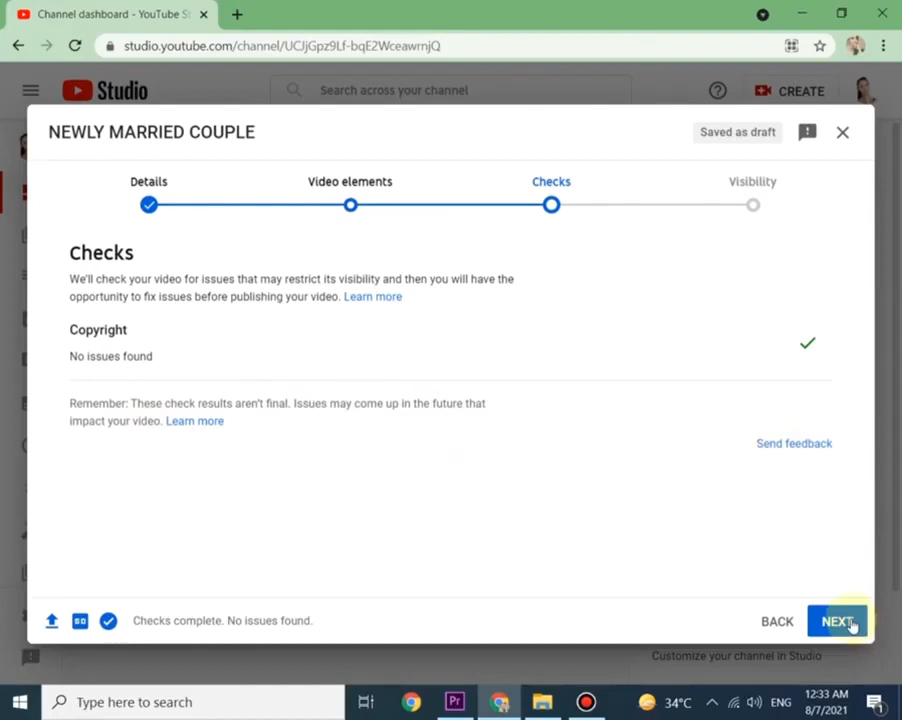 Channel dashboard - YouTube St
studio.youtube.com/channel/UCJjGpz9Lf-bqE2WceawrnjQ
Studio
Search across your channel
CREATE
NEWLY MARRIED COUPLE
Saved as draft
Details
Video elements
Checks
Visibility
Checks
We'll check your video for issues that may restrict its visibility and then you will have the
opportunity to fix issues before publishing your video. Learn more
Copyright
No issues found
Remember: These check results aren't final. Issues may come up in the future that
impact your video. Learn more
Send feedback
SD
Checks complete. No issues found.
BACK
NEXT
Customize your channel in Studio
Type here to search
Pr
34°C
ENG
12:33 AM
8/7/2021
1